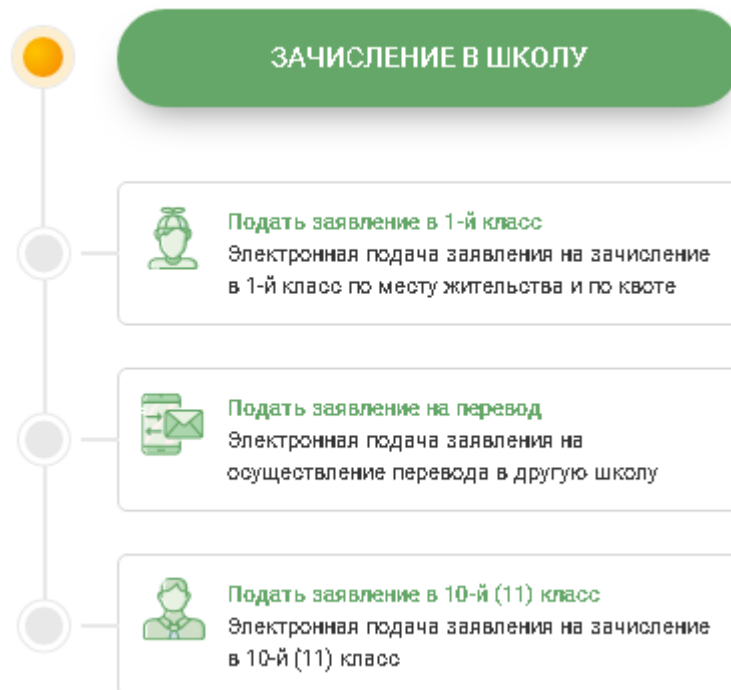 ЗАЧИСЛЕНИЕ В ШКОЛУ
Подать заявление в 1-й класс
Электронная подача заявления на зачисление
в 1-й класс по месту жительства и по квоте
Подать заявление на перевод
Электронная подача заявления на
осуществление перевода в другую школу
Подать заявление в 10-й (11) класс
Электронная подача заявления на зачисление
в 10-й (11) класс